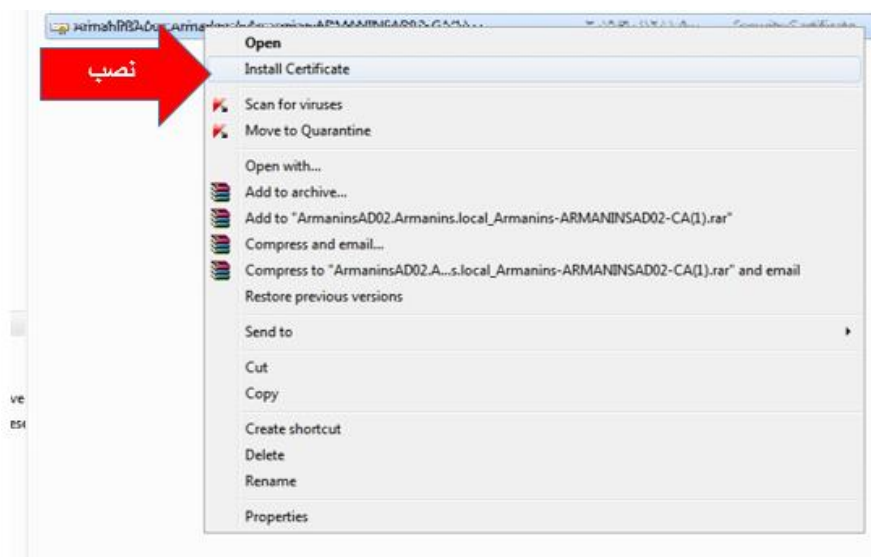 Security Certificate
Open
نصب
Install Certificate
Scan for viruses
Move to Quarantine
Open with...
Add to archive...
Add to "ArmaninsAD02.Armanins.local_Armanins-ARMANINSAD02-CA(1).rar"
Compress and email...
Compress to "ArmaninsAD02.A...s.local_Armanins-ARMANINSAD02-CA(1).rar" and email
Restore previous versions
Send to
Cut
Copy
Create shortcut
Delete
Rename
Properties